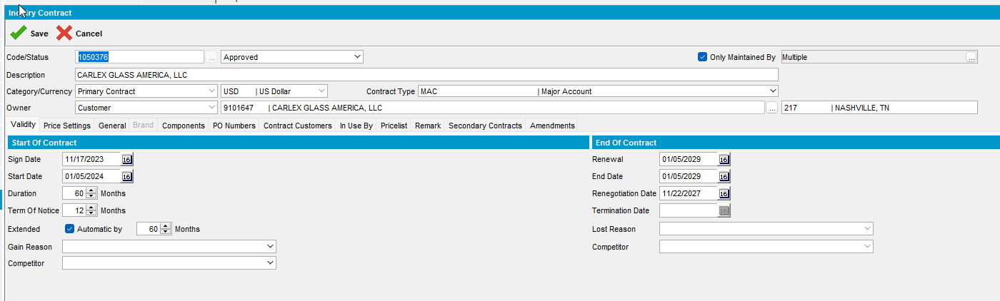 Inquiry Contract
Save Cancel
Code/Status 1050376 ... Approved Only Maintained By Multiple ...
Description CARLEX GLASS AMERICA, LLC
Category/Currency Primary Contract USD | US Dollar Contract Type MAC | Major Account
Owner Customer 9101647 | CARLEX GLASS AMERICA, LLC ... 217 | NASHVILLE, TN
Validity Price Settings General Brand Components PO Numbers Contract Customers In Use By Pricelist Remark Secondary Contracts Amendments
Start Of Contract End Of Contract
Sign Date 11/17/2023 16 Renewal 01/05/2029 16
Start Date 01/05/2024 16 End Date 01/05/2029 16
Duration 60 Months Renegotiation Date 11/22/2027 16
Term Of Notice 12 Months Termination Date 16
Extended Automatic by 60 Months Lost Reason
Gain Reason Competitor
Competitor